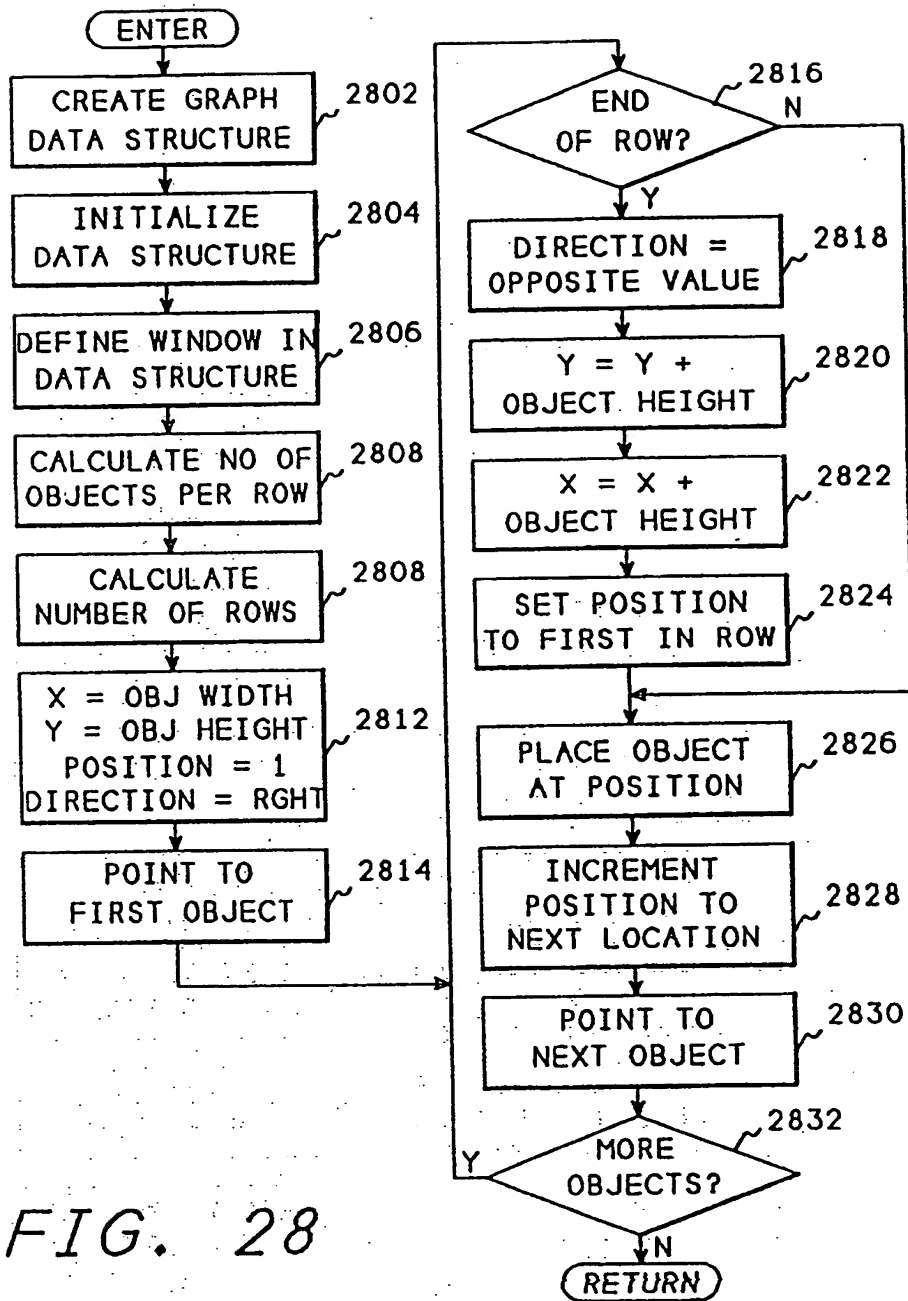 ENTER
CREATE GRAPH
DATA STRUCTURE
2802
INITIALIZE
DATA STRUCTURE
2804
DEFINE WINDOW IN
DATA STRUCTURE
2806
CALCULATE NO OF
OBJECTS PER ROW
2808
CALCULATE
NUMBER OF ROWS
2808
X = OBJ WIDTH
Y = OBJ HEIGHT
POSITION = 1
DIRECTION = RGHT
2812
POINT TO
FIRST OBJECT
2814
END
OF ROW?
2816
N
Y
DIRECTION =
OPPOSITE VALUE
2818
Y = Y +
OBJECT HEIGHT
2820
X = X +
OBJECT HEIGHT
2822
SET POSITION
TO FIRST IN ROW
2824
PLACE OBJECT
AT POSITION
2826
INCREMENT
POSITION TO
NEXT LOCATION
2828
POINT TO
NEXT OBJECT
2830
MORE
OBJECTS?
2832
Y
N
RETURN
FIG. 28